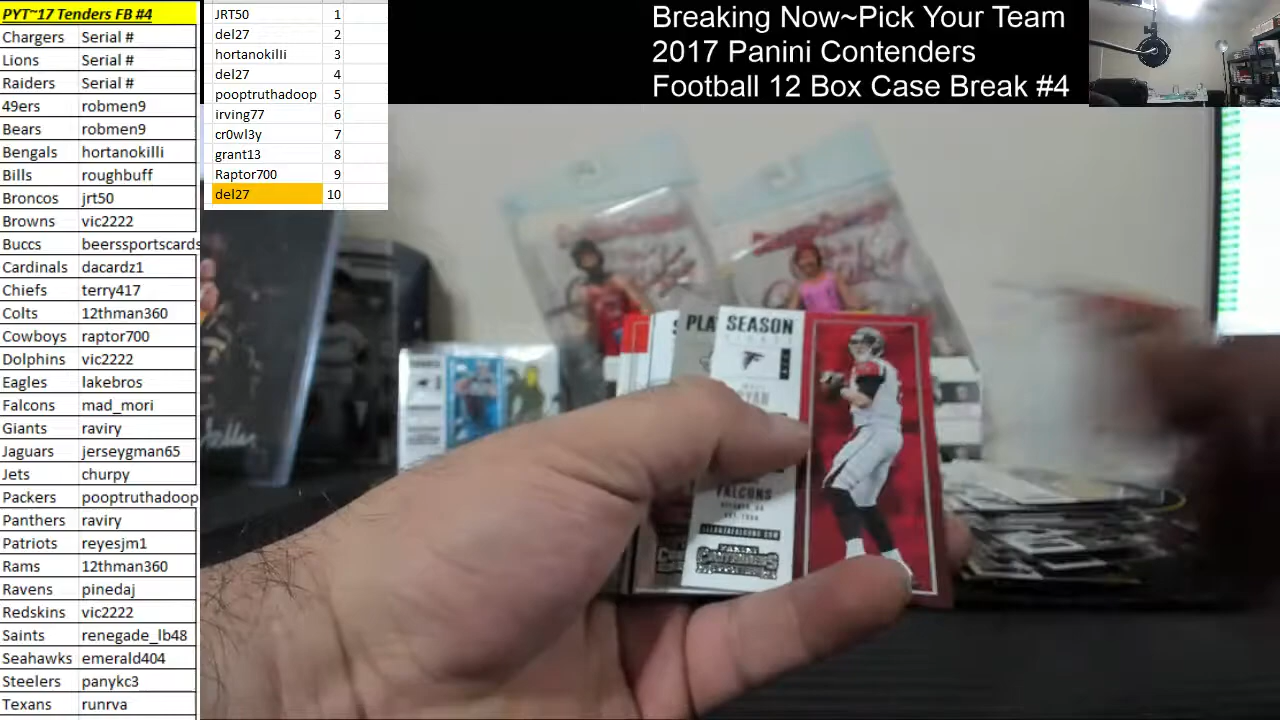 PYT~17 Tenders FB #4
Chargers Serial #
Lions Serial #
Raiders Serial #
49ers robmen9
Bears robmen9
Bengals hortanokilli
Bills roughbuff
Broncos jrt50
Browns vic2222
Buccs beerssportscards
Cardinals dacardz1
Chiefs terry417
Colts 12thman360
Cowboys raptor700
Dolphins vic2222
Eagles lakebros
Falcons mad_mori
Giants raviry
Jaguars jerseygman65
Jets churpy
Packers pooptruthadoop
Panthers raviry
Patriots reyesjm1
Rams 12thman360
Ravens pinedaj
Redskins vic2222
Saints renegade_lb48
Seahawks emerald404
Steelers panykc3
Texans runrva
JRT50 1
del27 2
hortanokilli 3
del27 4
pooptruthadoop 5
irving77 6
cr0wl3y 7
grant13 8
Raptor700 9
del27 10
Breaking Now~Pick Your Team
2017 Panini Contenders
Football 12 Box Case Break #4
PLA
SEASON
FALCONS
CONTENDERS